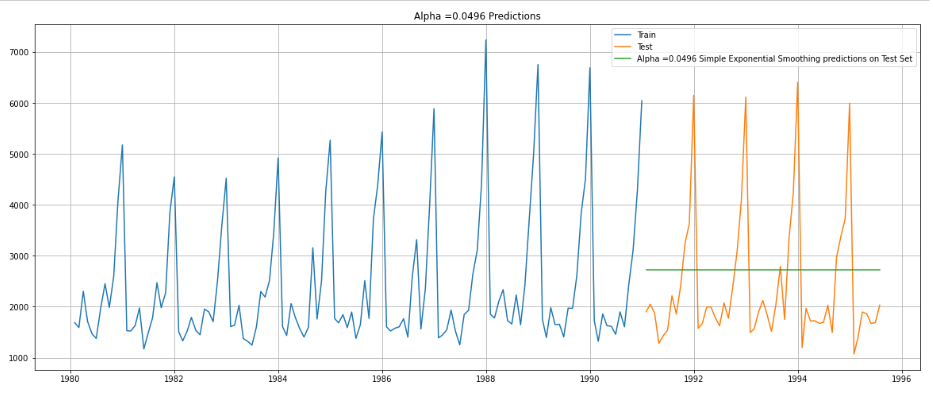 Alpha =0.0496 Predictions
Train
Test
Alpha =0.0496 Simple Exponential Smoothing predictions on Test Set
7000
6000
5000
4000
3000
2000
1000
1980 1982 1984 1986 1988 1990 1992 1994 1996